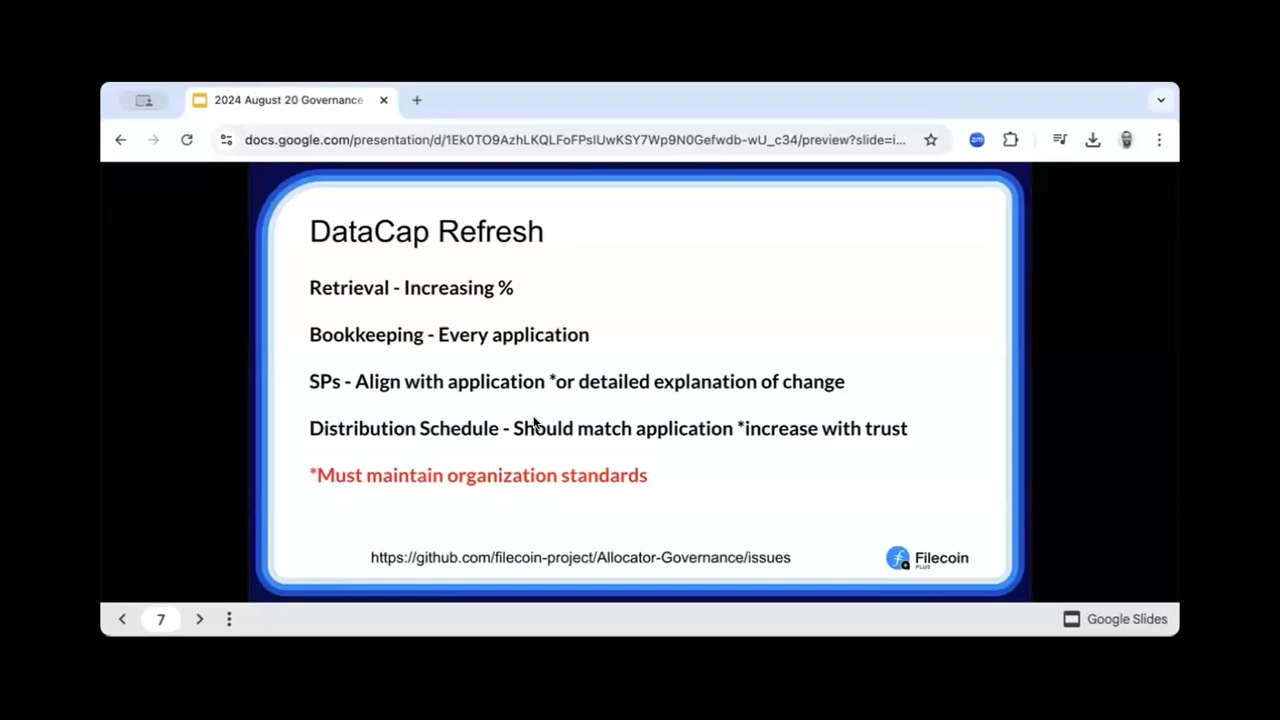 2024 August 20 Governance
docs.google.com/presentation/d/1Ek0TO9AzhLKQLFoFPsIUwKSY7Wp9N0Gefwdb-wU_c34/preview?slide=i...
zm
DataCap Refresh
Retrieval - Increasing %
Bookkeeping - Every application
SPs - Align with application *or detailed explanation of change
Distribution Schedule - Should match application *increase with trust
*Must maintain organization standards
https://github.com/filecoin-project/Allocator-Governance/issues
Filecoin
PLUS
7
Google Slides